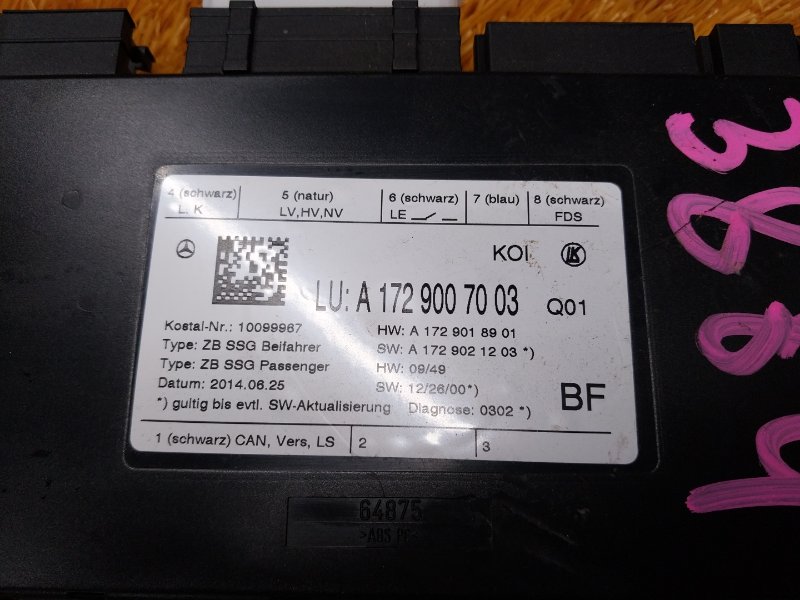 4 (schwarz) 5 (natur) 6 (schwarz) 7 (blau) 8 (schwarz)
L, K LV,HV,NV LE FDS
KOI
LU: A 172 900 70 03 Q01
Kostal-Nr.: 10099967 HW: A 172 901 89 01
Type: ZB SSG Beifahrer SW: A 172 902 12 03 *)
Type: ZB SSG Passenger HW: 09/49
Datum: 2014.06.25 SW: 12/26/00*) BF
*) gültig bis evtl. SW-Aktualisierung Diagnose: 0302 *)
1 (schwarz) CAN, Vers, LS 2 3
64875
>ABS PC<